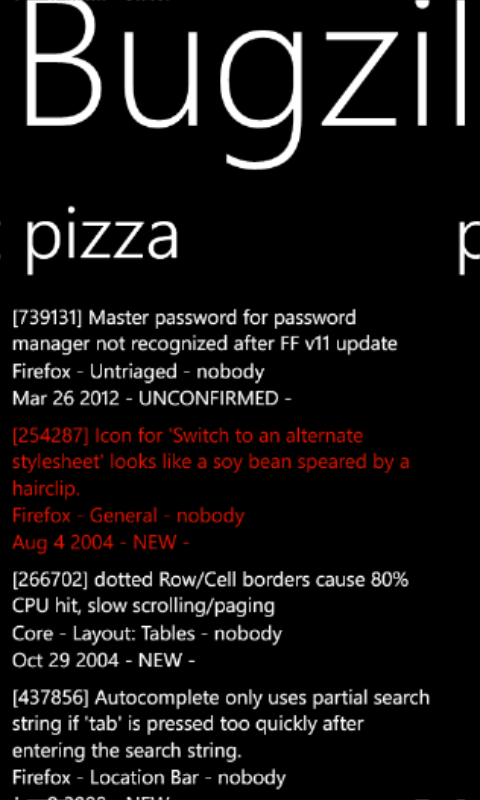 Bugzil
pizza
p
[739131] Master password for password
manager not recognized after FF v11 update
Firefox - Untriaged - nobody
Mar 26 2012 - UNCONFIRMED -
[254287] Icon for 'Switch to an alternate
stylesheet' looks like a soy bean speared by a
hairclip.
Firefox - General - nobody
Aug 4 2004 - NEW -
[266702] dotted Row/Cell borders cause 80%
CPU hit, slow scrolling/paging
Core - Layout: Tables - nobody
Oct 29 2004 - NEW -
[437856] Autocomplete only uses partial search
string if 'tab' is pressed too quickly after
entering the search string.
Firefox - Location Bar - nobody